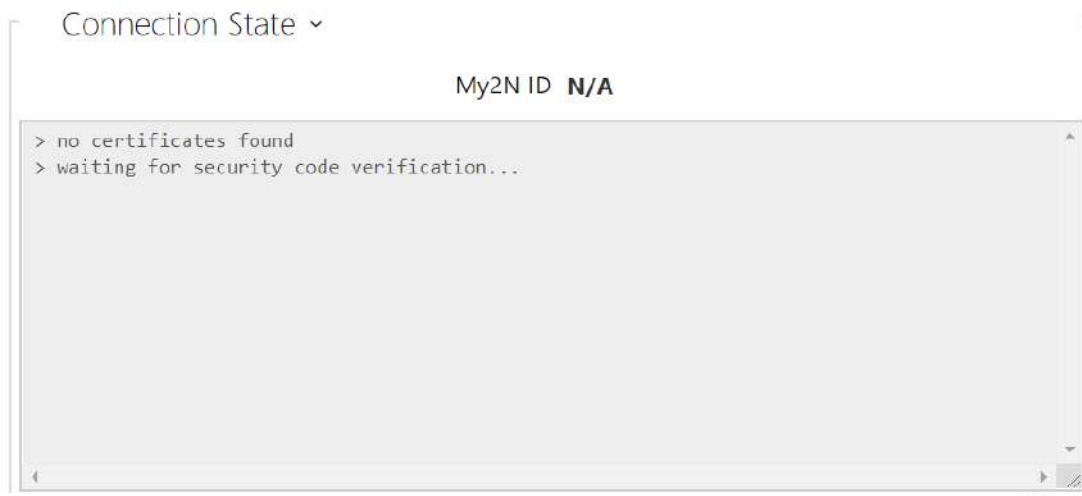 Connection State
My2N ID N/A
> no certificates found
> waiting for security code verification...